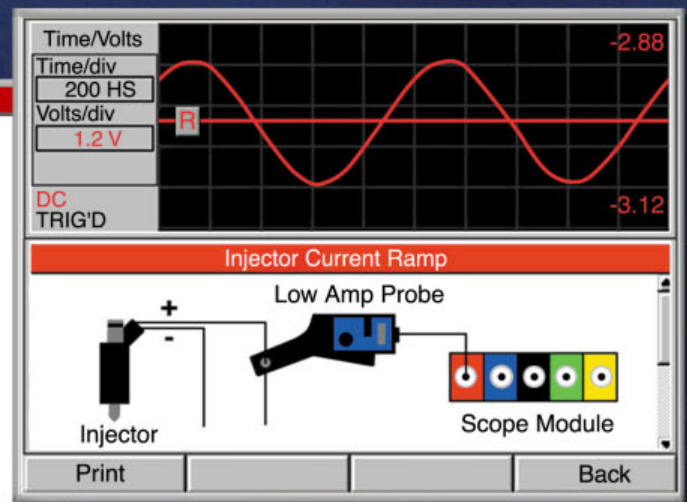 Time/Volts
-2.88
Time/div
200 HS
Volts/div
1.2 V
R
DC
TRIG'D
-3.12
Injector Current Ramp
Low Amp Probe
+
-
Injector
Scope Module
Print
Back